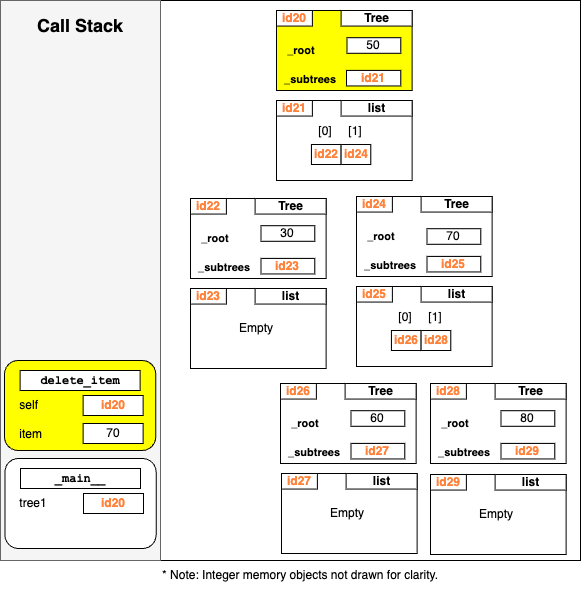 Call Stack
id20 Tree
_root 50
_subtrees id21
id21 list
[0] [1]
id22 id24
id22 Tree
_root 30
_subtrees id23
id23 list
Empty
id24 Tree
_root 70
_subtrees id25
id25 list
[0] [1]
id26 id28
id26 Tree
_root 60
_subtrees id27
id27 list
Empty
id28 Tree
_root 80
_subtrees id29
id29 list
Empty
delete_item
self id20
item 70
_main__
tree1 id20
* Note: Integer memory objects not drawn for clarity.